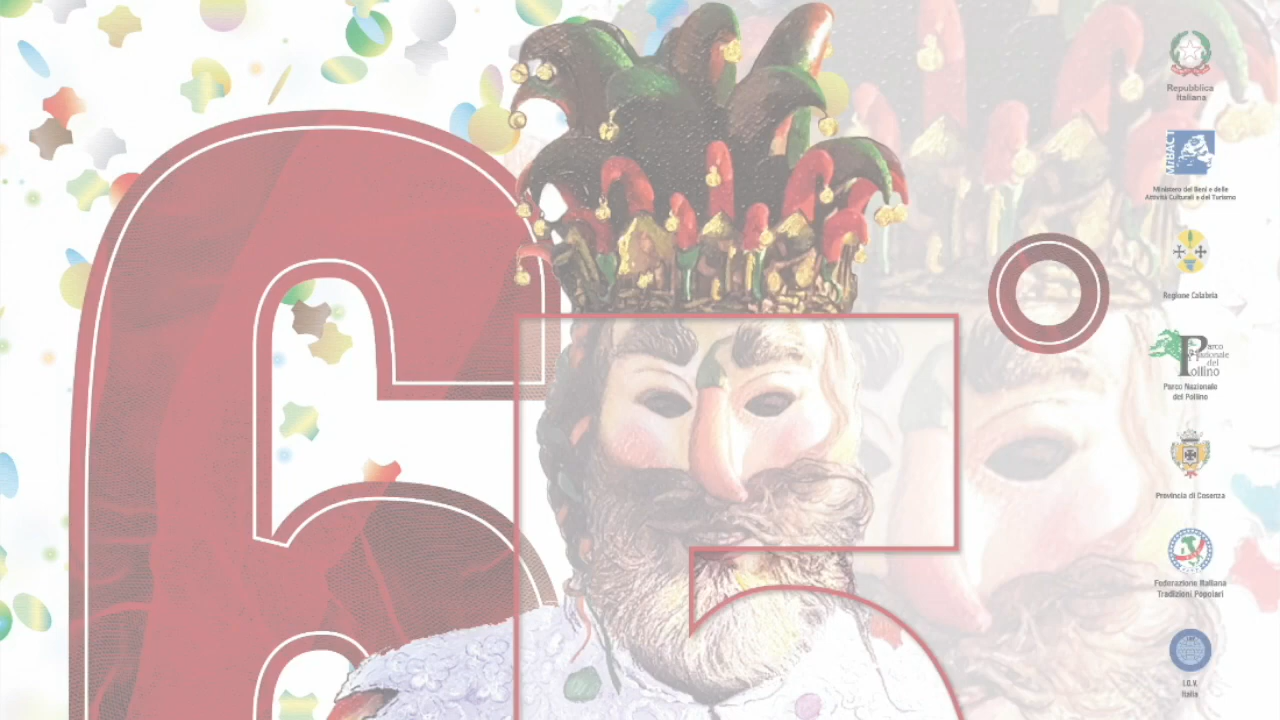 65°
Repubblica
Italiana
MiBACT
Ministero dei Beni e delle
Attività Culturali e del Turismo
Regione Calabria
Parco
Nazionale
del
Pollino
Parco Nazionale
del Pollino
Provincia di Cosenza
Federazione Italiana
Tradizioni Popolari
I.O.V.
Italia